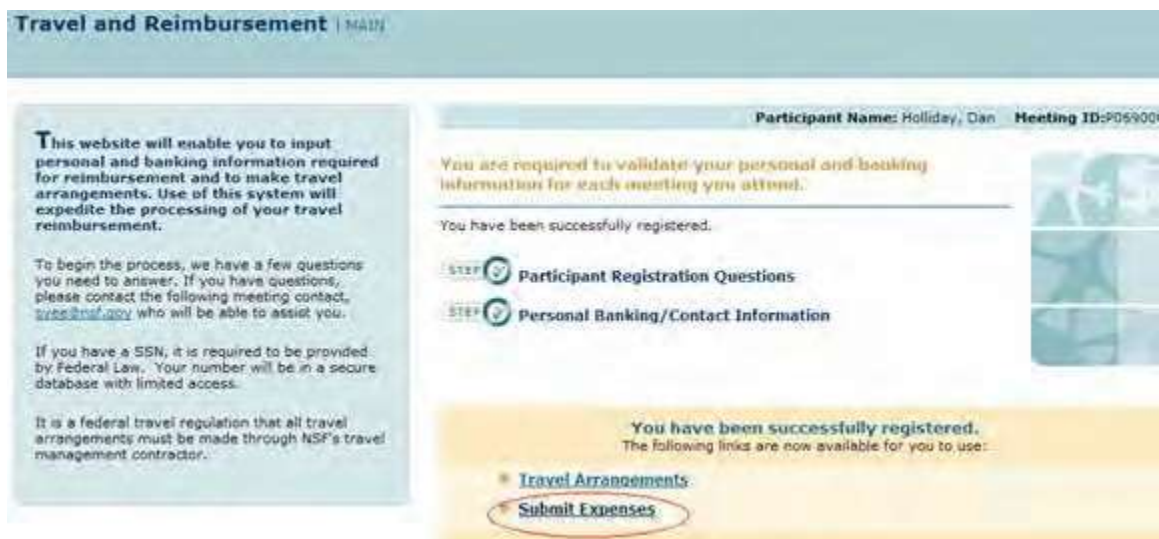 Travel and Reimbursement | MAIN
Participant Name: Holliday, Dan Meeting ID:P069000
This website will enable you to input
personal and banking information required
for reimbursement and to make travel
arrangements. Use of this system will
expedite the processing of your travel
reimbursement.
To begin the process, we have a few questions
you need to answer. If you have questions,
please contact the following meeting contact,
who will be able to assist you.
If you have a SSN, it is required to be provided
by Federal Law. Your number will be in a secure
database with limited access.
It is a federal travel regulation that all travel
arrangements must be made through NSF's travel
management contractor.
You are required to validate your personal and banking
information for each meeting you attend.
You have been successfully registered.
STEP Participant Registration Questions
STEP Personal Banking/Contact Information
You have been successfully registered.
The following links are now available for you to use:
Travel Arrangements
Submit Expenses